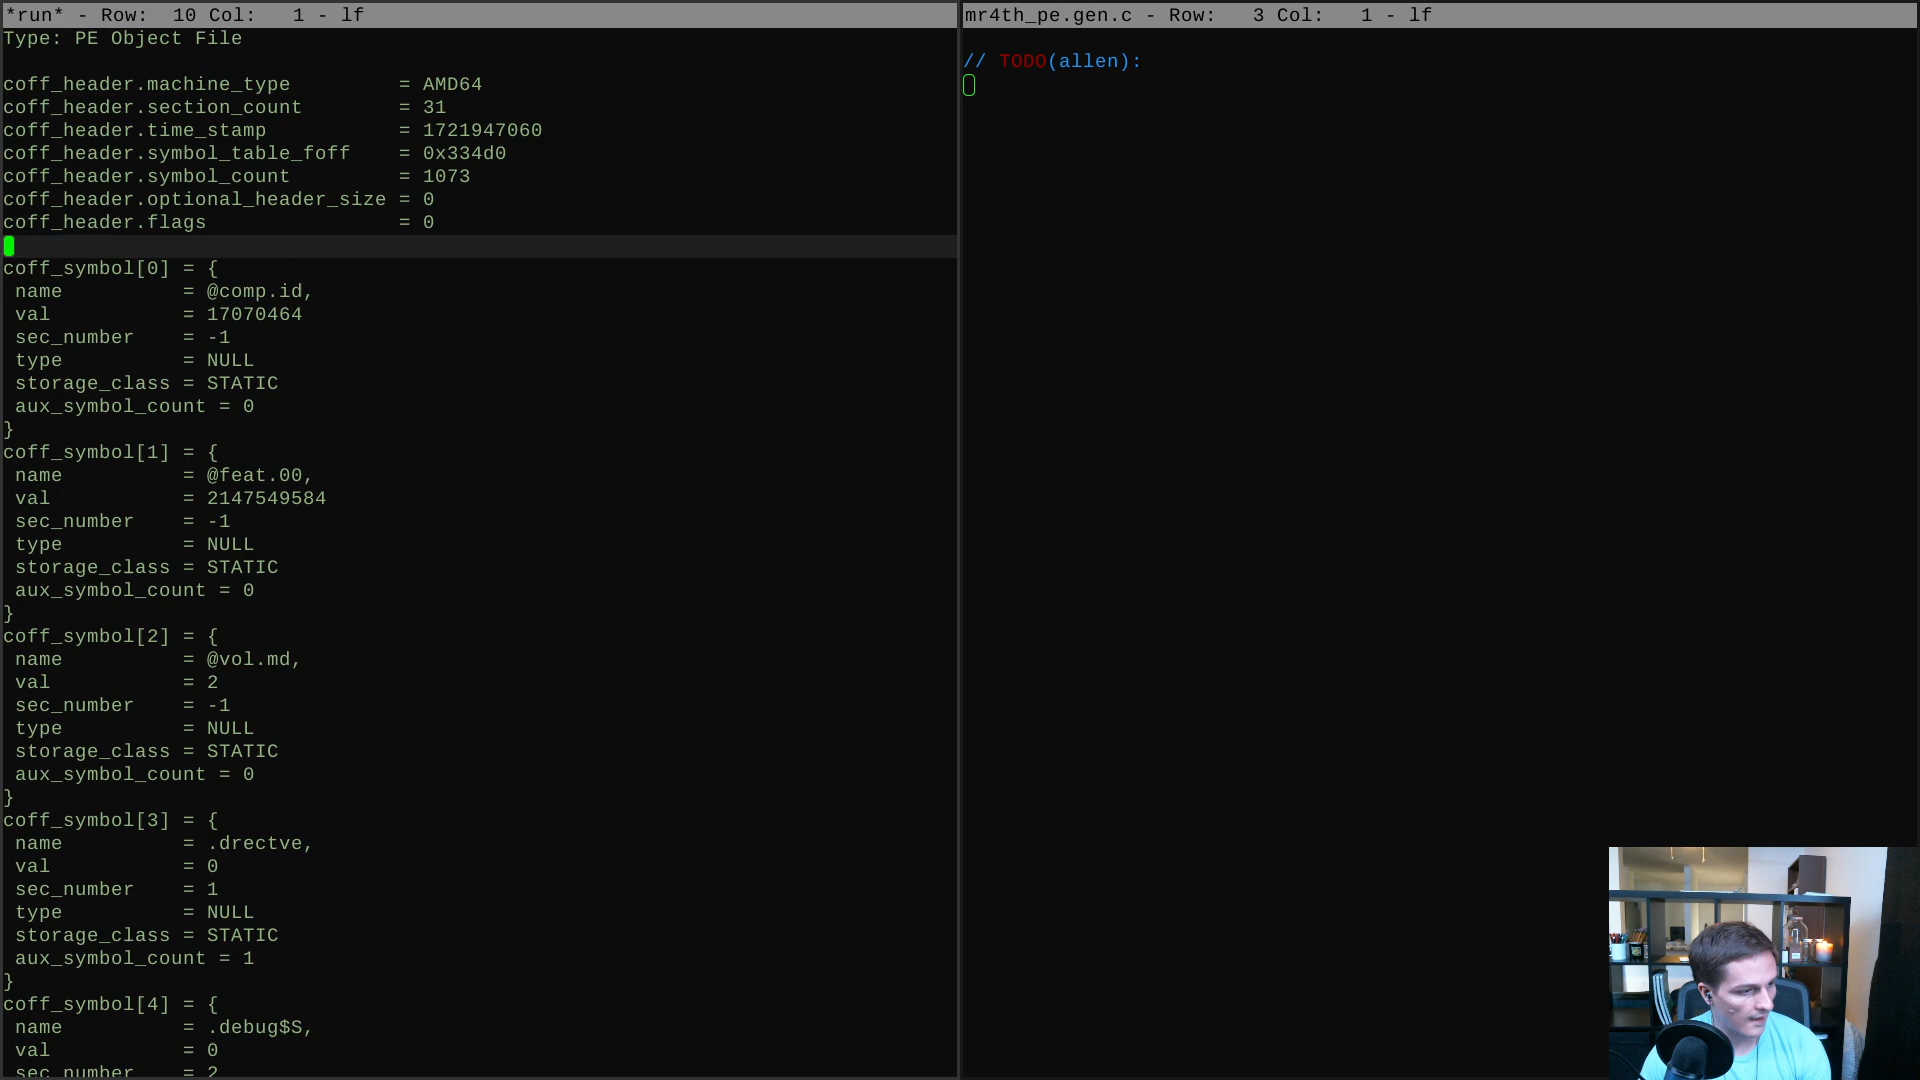 *run* - Row:  10 Col:   1 - lf
Type: PE Object File
coff_header.machine_type         = AMD64
coff_header.section_count        = 31
coff_header.time_stamp           = 1721947060
coff_header.symbol_table_foff    = 0x334d0
coff_header.symbol_count         = 1073
coff_header.optional_header_size = 0
coff_header.flags                = 0
coff_symbol[0] = {
 name          = @comp.id,
 val           = 17070464
 sec_number    = -1
 type          = NULL
 storage_class = STATIC
 aux_symbol_count = 0
}
coff_symbol[1] = {
 name          = @feat.00,
 val           = 2147549584
 sec_number    = -1
 type          = NULL
 storage_class = STATIC
 aux_symbol_count = 0
}
coff_symbol[2] = {
 name          = @vol.md,
 val           = 2
 sec_number    = -1
 type          = NULL
 storage_class = STATIC
 aux_symbol_count = 0
}
coff_symbol[3] = {
 name          = .drectve,
 val           = 0
 sec_number    = 1
 type          = NULL
 storage_class = STATIC
 aux_symbol_count = 1
}
coff_symbol[4] = {
 name          = .debug$S,
 val           = 0
 sec_number    = 2
mr4th_pe.gen.c - Row:   3 Col:   1 - lf
// TODO(allen):